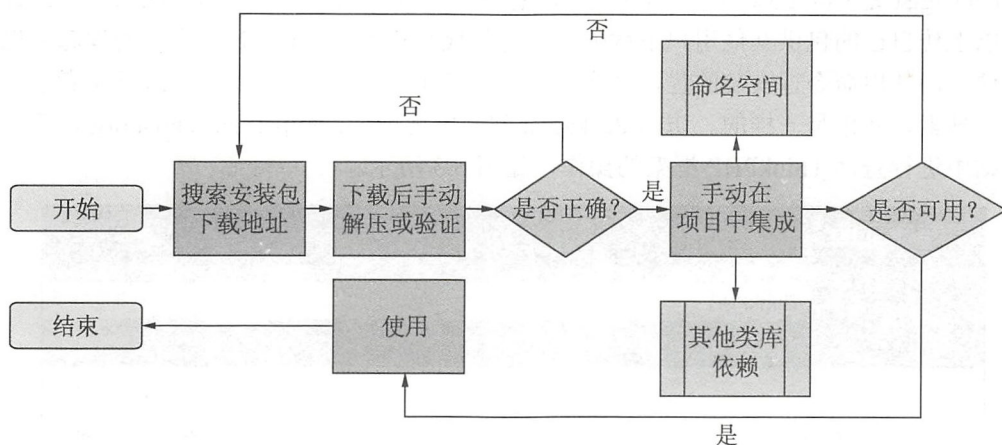 否
命名空间
否
开始
搜索安装包
下载地址
下载后手动
解压或验证
是否正确？
是
手动在
项目中集成
是否可用？
结束
使用
其他类库
依赖
是